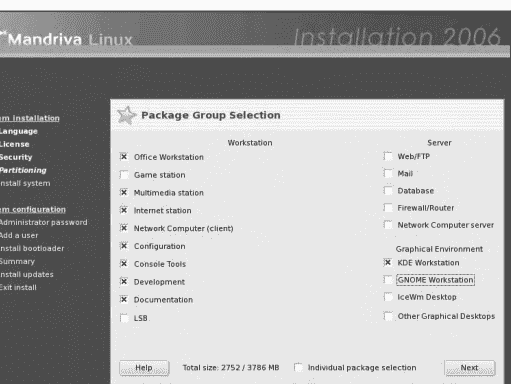 Mandriva Linux
Installation 2006
Installation
Language
License
Security
Partitioning
Install system
configuration
Administrator password
Add a user
Install bootloader
Summary
Install updates
Exit install
Package Group Selection
Workstation
Office Workstation
Game station
Multimedia station
Internet station
Network Computer (client)
Configuration
Console Tools
Development
Documentation
LSB
Server
Web/FTP
Mail
Database
Firewall/Router
Network Computer server
Graphical Environment
KDE Workstation
GNOME Workstation
IceWm Desktop
Other Graphical Desktops
Help
Total size: 2752 / 3786 MB
Individual package selection
Next